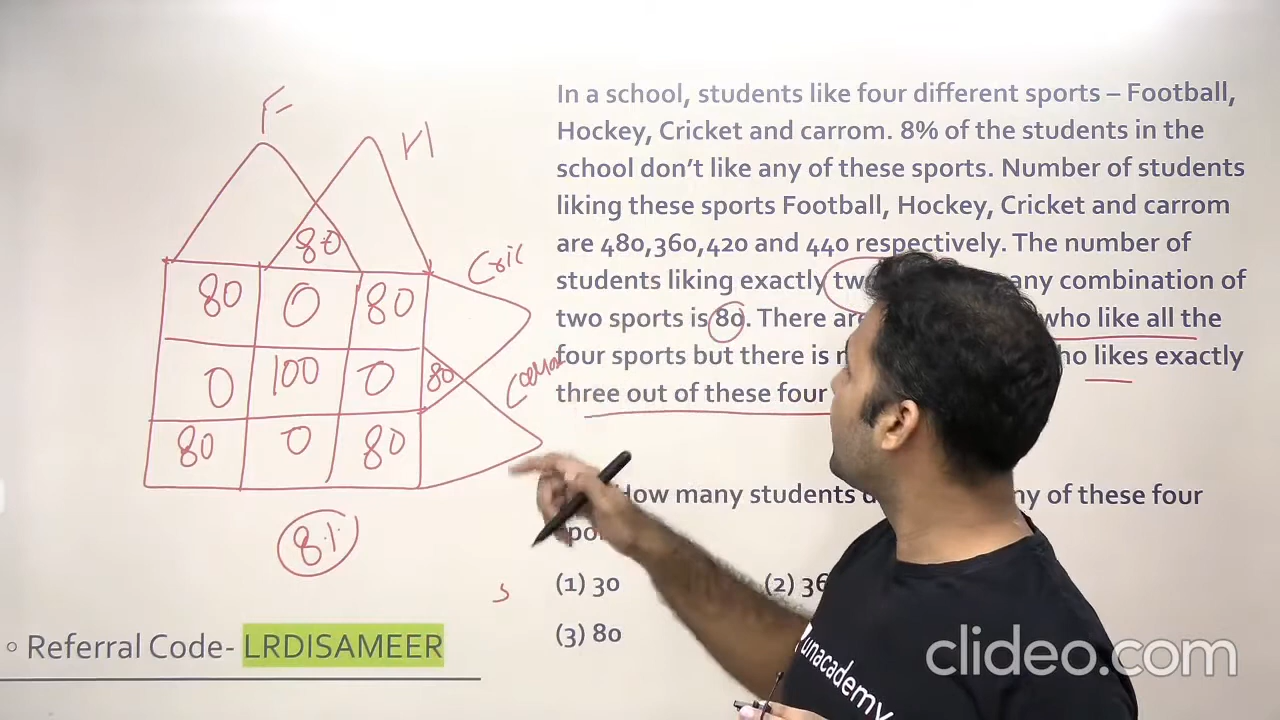 In a school, students like four different sports – Football,
Hockey, Cricket and carrom. 8% of the students in the
school don't like any of these sports. Number of students
liking these sports Football, Hockey, Cricket and carrom
are 480,360,420 and 440 respectively. The number of
students liking exactly any combination of
two sports is 80. There who like all the
four sports but there is likes exactly
three out of these four
How many students of these four
(1) 30
(2) 36
(3) 80
F
H
80
Cric
80 0 80
0 100 0 80
80 0 80
8%
Referral Code- LRDISAMEER
unacademy
clideo.com